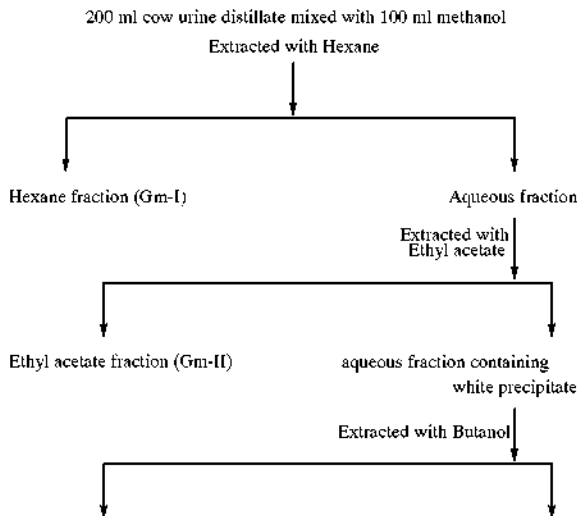 200 ml cow urine distillate mixed with 100 ml methanol
Extracted with Hexane
Hexane fraction (Gm-I)
Aqueous fraction
Extracted with
Ethyl acetate
Ethyl acetate fraction (Gm-II)
aqueous fraction containing
white precipitate
Extracted with Butanol